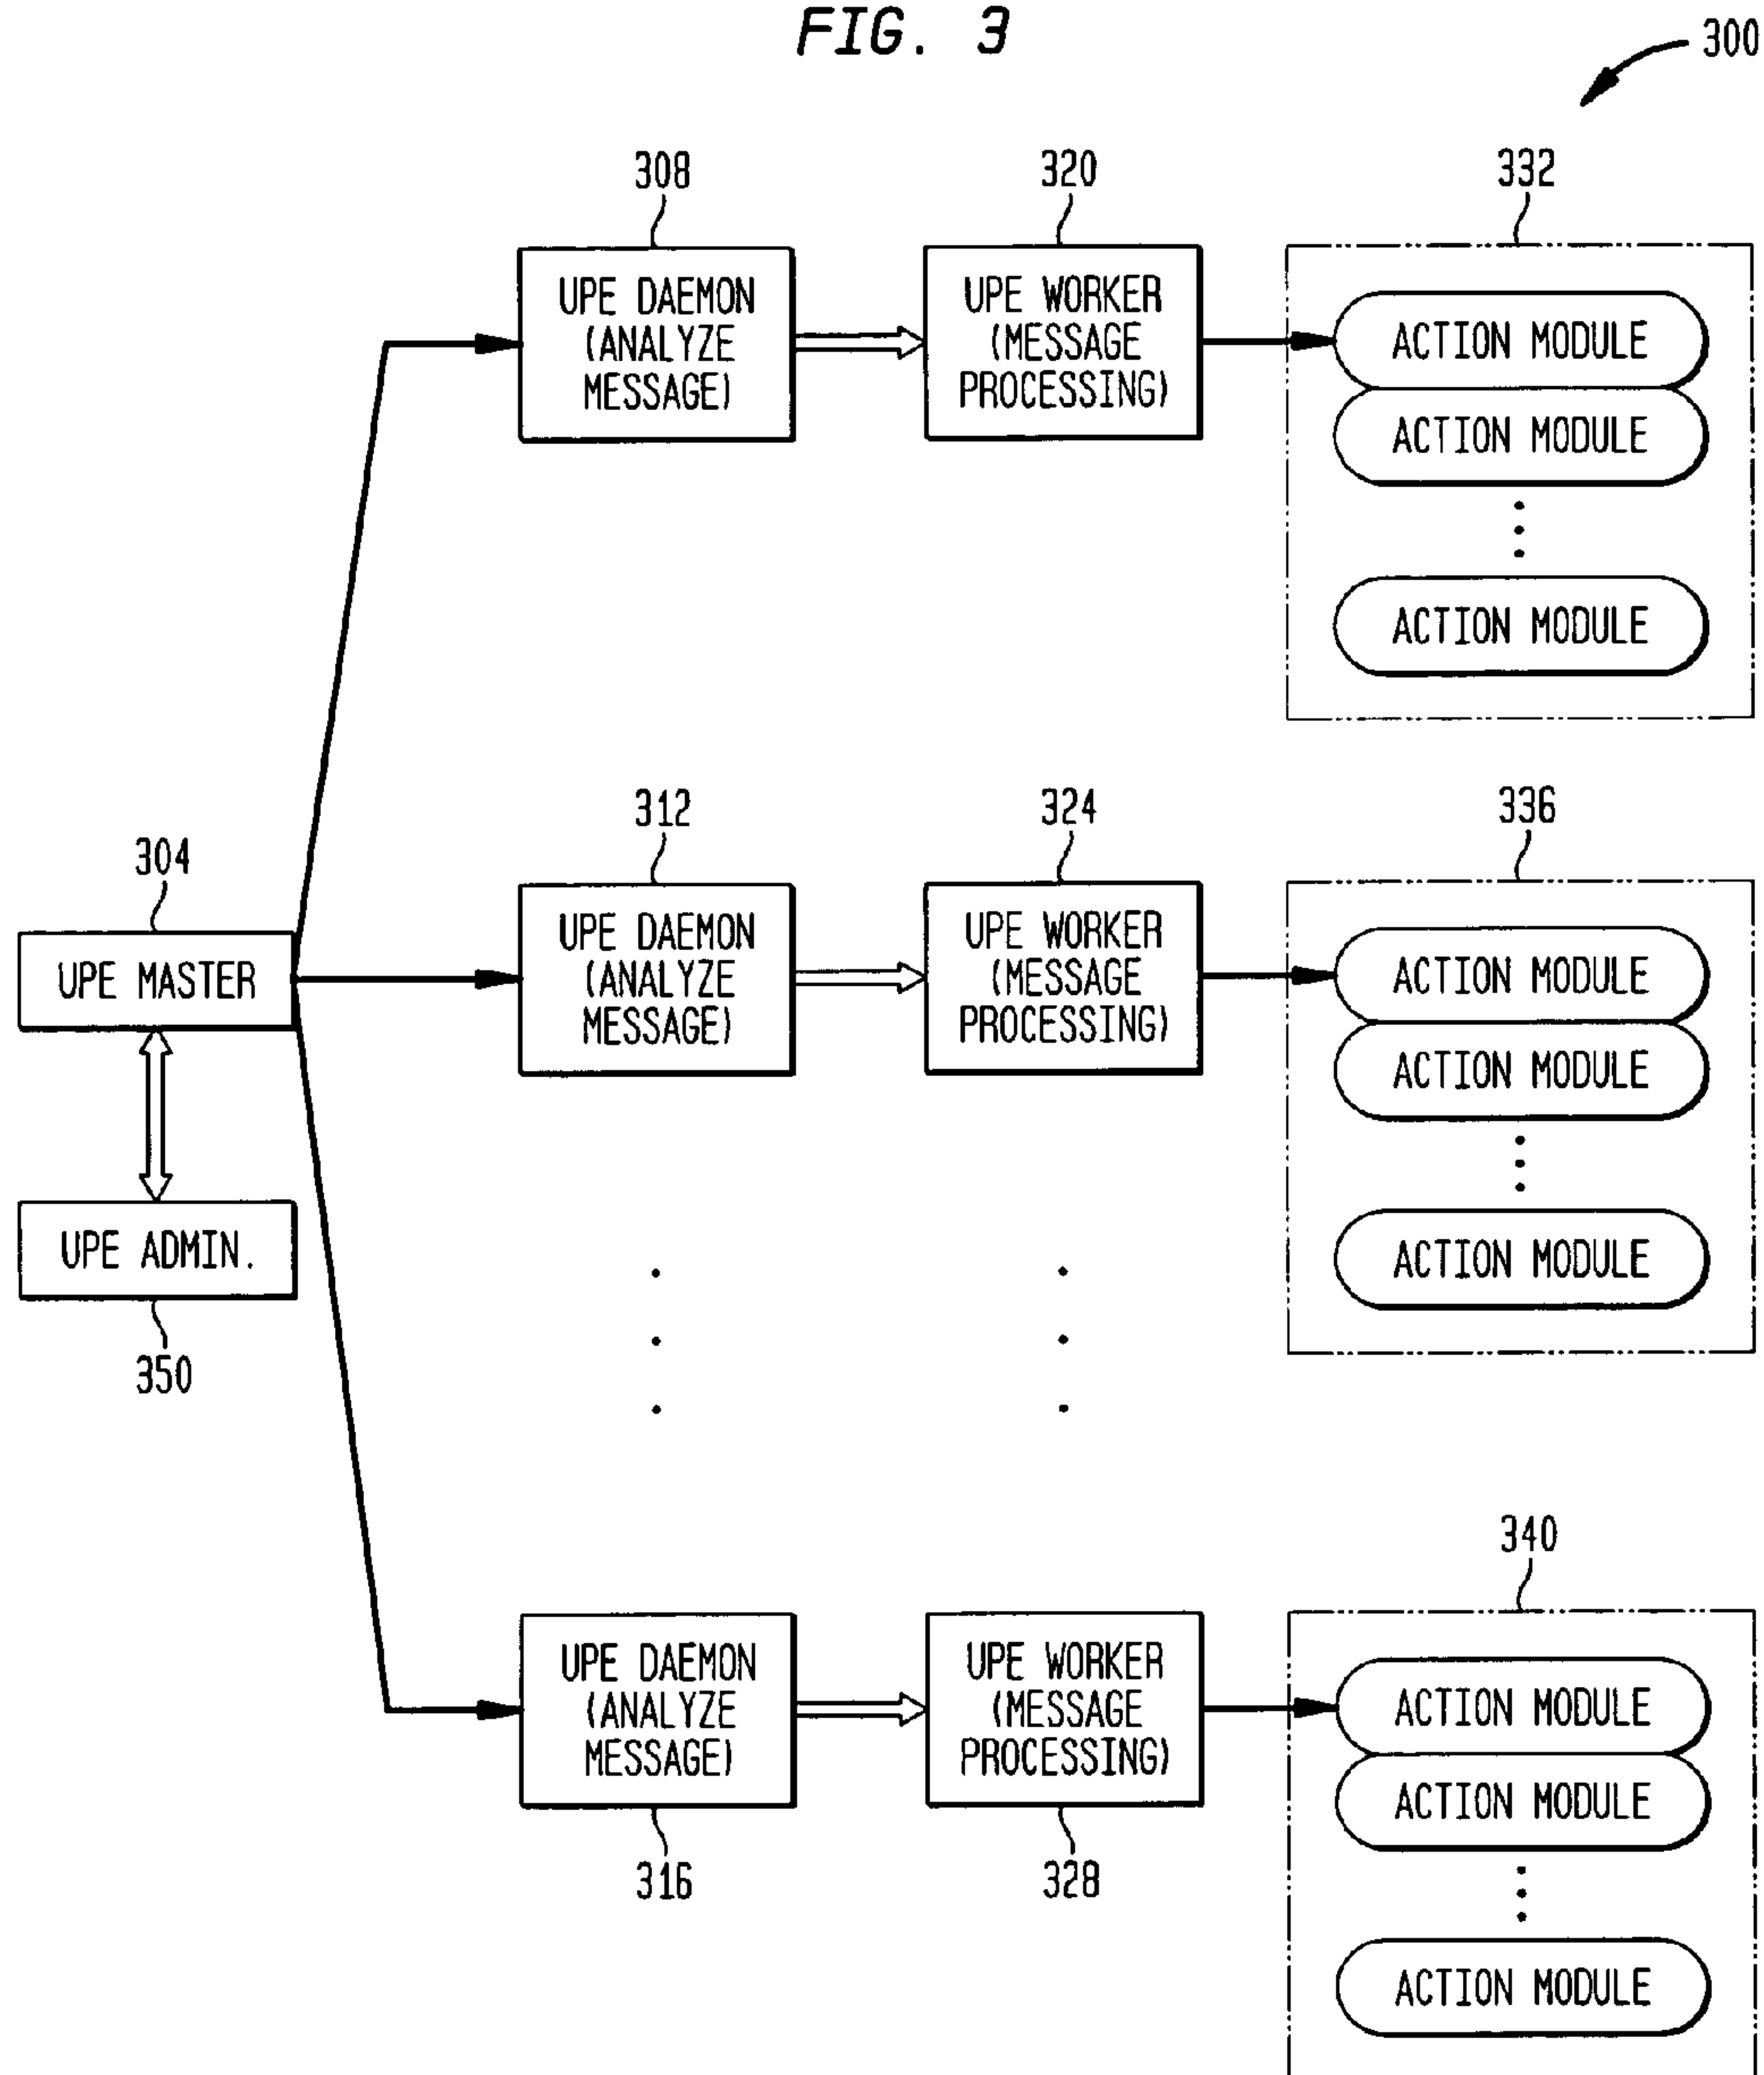 FIG. 3
300
308
320
332
UPE DAEMON
(ANALYZE
MESSAGE)
UPE WORKER
(MESSAGE
PROCESSING)
ACTION MODULE
ACTION MODULE
ACTION MODULE
312
324
336
304
UPE MASTER
UPE DAEMON
(ANALYZE
MESSAGE)
UPE WORKER
(MESSAGE
PROCESSING)
ACTION MODULE
ACTION MODULE
ACTION MODULE
UPE ADMIN.
350
340
UPE DAEMON
(ANALYZE
MESSAGE)
UPE WORKER
(MESSAGE
PROCESSING)
ACTION MODULE
ACTION MODULE
ACTION MODULE
316
328